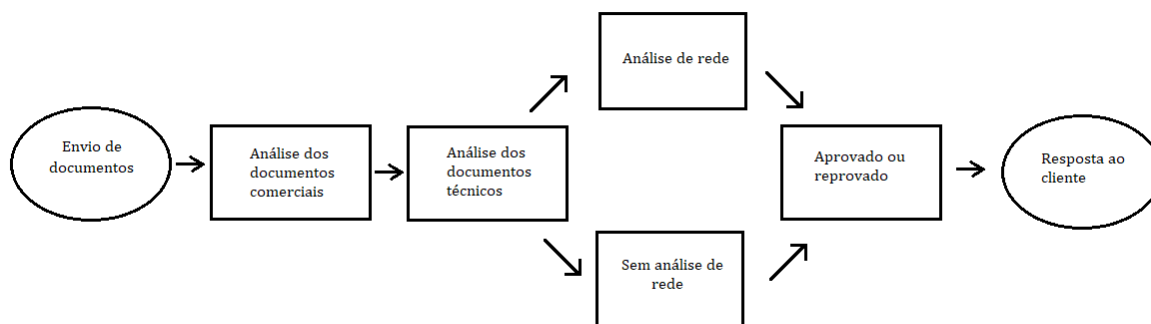 Envio de
documentos
Análise dos
documentos
comerciais
Análise dos
documentos
técnicos
Análise de rede
Sem análise de
rede
Aprovado ou
reprovado
Resposta ao
cliente